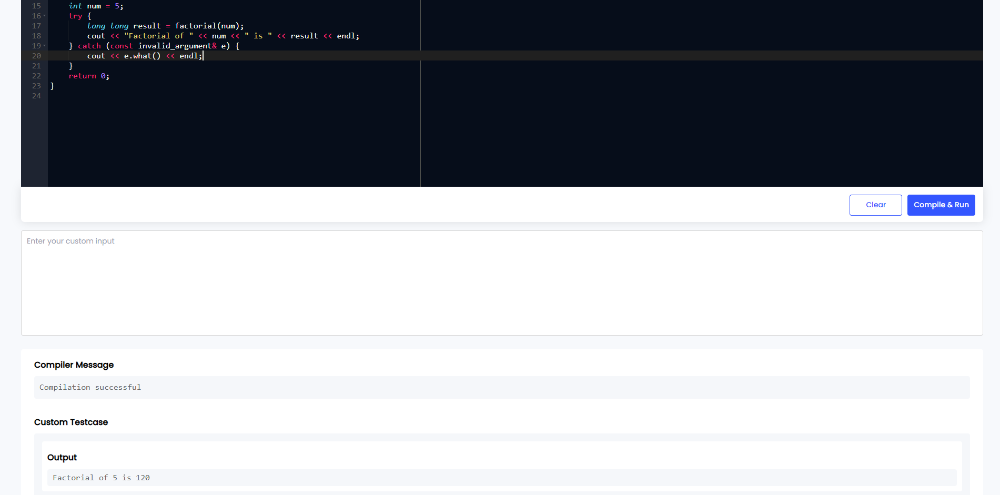 15    int num = 5;
16    try {
17        long long result = factorial(num);
18        cout << "Factorial of " << num << " is " << result << endl;
19    } catch (const invalid_argument& e) {
20        cout << e.what() << endl;
21    }
22    return 0;
23 }
24
Clear Compile & Run
Enter your custom input
Compiler Message
Compilation successful
Custom Testcase
Output
Factorial of 5 is 120